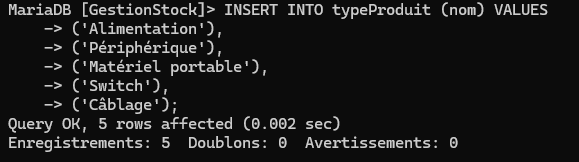 MariaDB [GestionStock]> INSERT INTO typeProduit (nom) VALUES
    -> ('Alimentation'),
    -> ('Périphérique'),
    -> ('Matériel portable'),
    -> ('Switch'),
    -> ('Câblage');
Query OK, 5 rows affected (0.002 sec)
Enregistrements: 5  Doublons: 0  Avertissements: 0